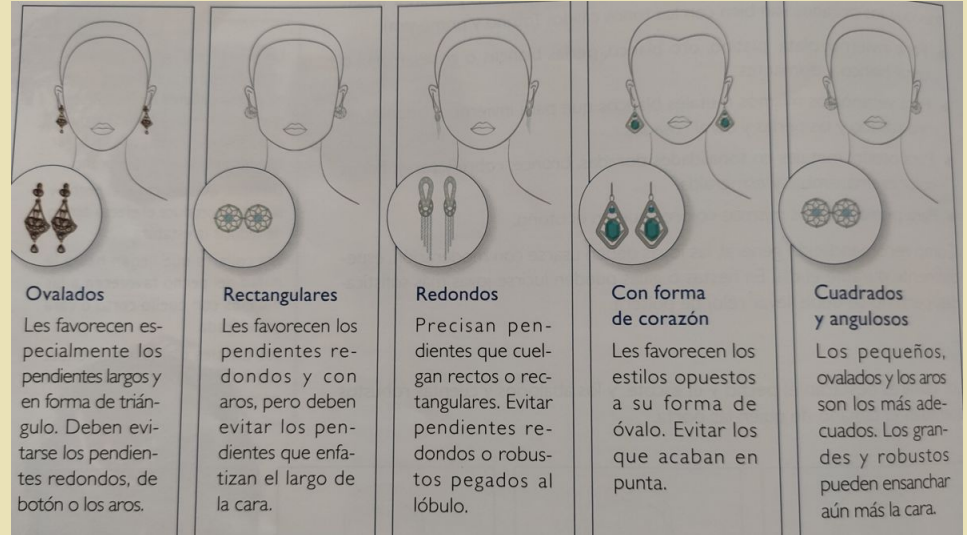 Ovalados
Les favorecen es-
pecialmente los
pendientes largos y
en forma de trián-
gulo. Deben evi-
tarse los pendien-
tes redondos, de
botón o los aros.
Rectangulares
Les favorecen los
pendientes re-
dondos y con
aros, pero deben
evitar los pen-
dientes que enfa-
tizan el largo de
la cara.
Redondos
Precisan pen-
dientes que cuel-
gan rectos o rec-
tangulares. Evitar
pendientes re-
dondos o robus-
tos pegados al
lóbulo.
Con forma
de corazón
Les favorecen los
estilos opuestos
a su forma de
óvalo. Evitar los
que acaban en
punta.
Cuadrados
y angulosos
Los pequeños,
ovalados y los aros
son los más ade-
cuados. Los gran-
des y robustos
pueden ensanchar
aún más la cara.